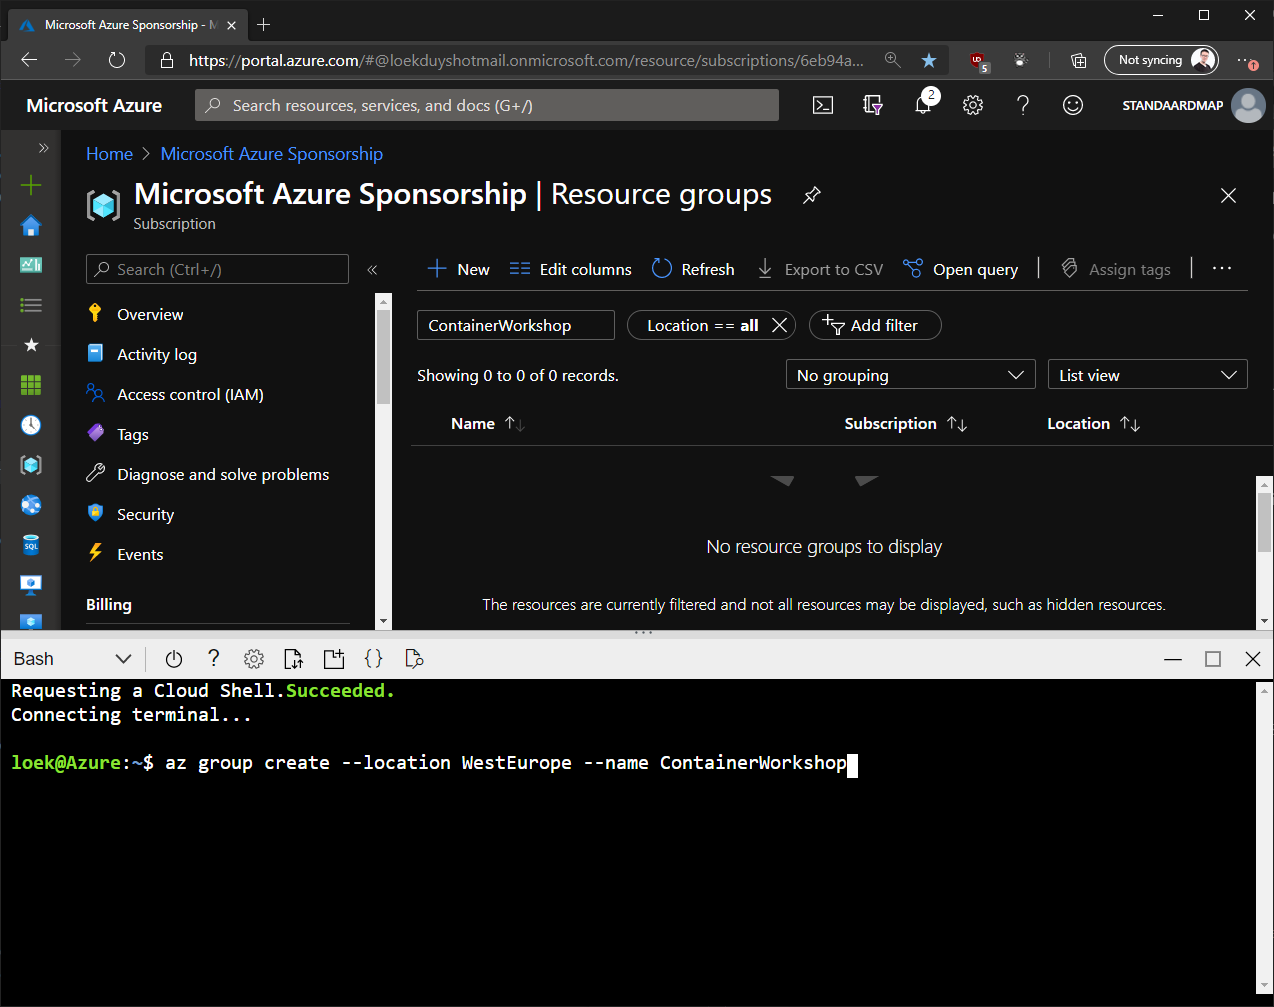 Microsoft Azure Sponsorship - M
https://portal.azure.com/#@loekduyshotmail.onmicrosoft.com/resource/subscriptions/6eb94a...
UD
5
Not syncing
Microsoft Azure
Search resources, services, and docs (G+/)
2
STANDAARDMAP
Home > Microsoft Azure Sponsorship
Microsoft Azure Sponsorship | Resource groups
Subscription
Search (Ctrl+/)
«
New
Edit columns
Refresh
Export to CSV
Open query
Assign tags
...
Overview
Activity log
Access control (IAM)
Tags
Diagnose and solve problems
Security
Events
Billing
ContainerWorkshop
Location == all
Add filter
Showing 0 to 0 of 0 records.
No grouping
List view
Name
Subscription
Location
SQL
No resource groups to display
The resources are currently filtered and not all resources may be displayed, such as hidden resources.
Bash
?
{}
Requesting a Cloud Shell.Succeeded.
Connecting terminal...
loek@Azure:~$ az group create --location WestEurope --name ContainerWorkshop